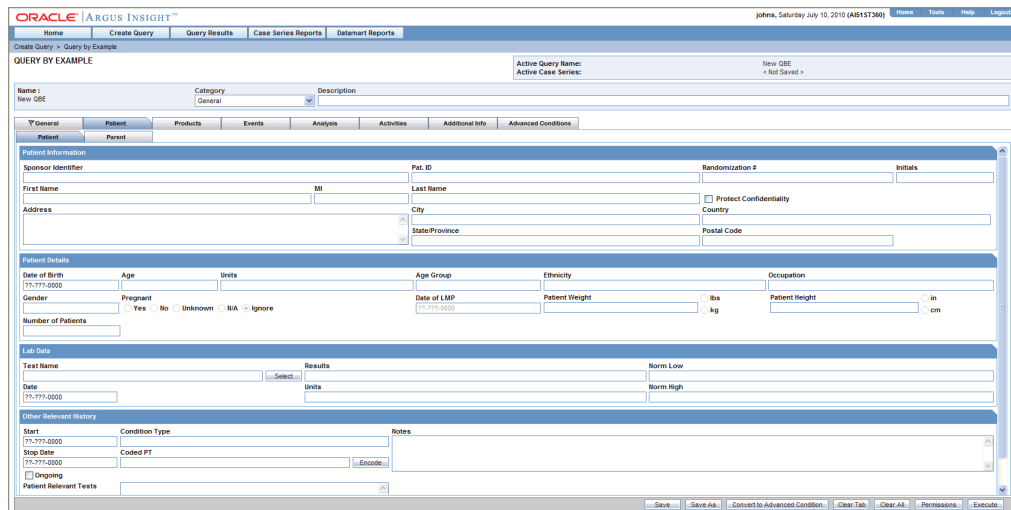 ORACLE' ARGUS INSIGHT™
johns, Saturday July 10, 2010 (AI51ST360) Home Tools Help Logout
Home Create Query Query Results Case Series Reports Datamart Reports
Create Query > Query by Example
QUERY BY EXAMPLE
Active Query Name: New QBE
Active Case Series: < Not Saved >
Name : Category Description
New QBE General
General Patient Products Events Analysis Activities Additional Info Advanced Conditions
Patient Parent
Patient Information
Sponsor Identifier Pat. ID Randomization # Initials
First Name MI Last Name
Protect Confidentiality
Address City Country
State/Province Postal Code
Patient Details
Date of Birth Age Units Age Group Ethnicity Occupation
??-???-0000
Gender Pregnant Date of LMP Patient Weight lbs Patient Height in
Yes No Unknown N/A Ignore ??-???-0000 kg cm
Number of Patients
Lab Data
Test Name Results Norm Low
Select
Date Units Norm High
??-???-0000
Other Relevant History
Start Condition Type Notes
??-???-0000
Stop Date Coded PT
??-???-0000 Encode
Ongoing
Patient Relevant Tests
Save Save As Convert to Advanced Condition Clear Tab Clear All Permissions Execute